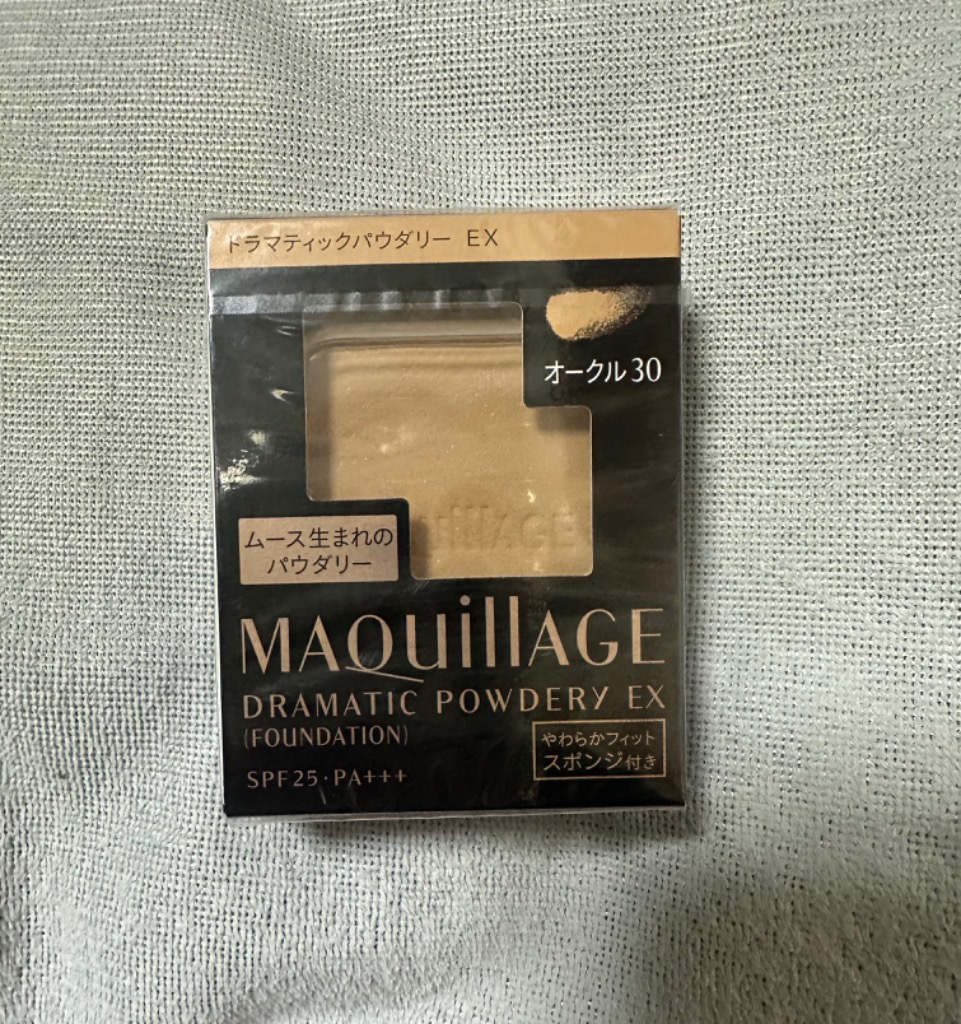 ドラマティックパウダリー EX
オークル30
uillAGE
ムース生まれの
パウダリー
MAQuillAGE
DRAMATIC POWDERY EX
(FOUNDATION)
SPF25・PA+++
やわらかフィット
スポンジ付き